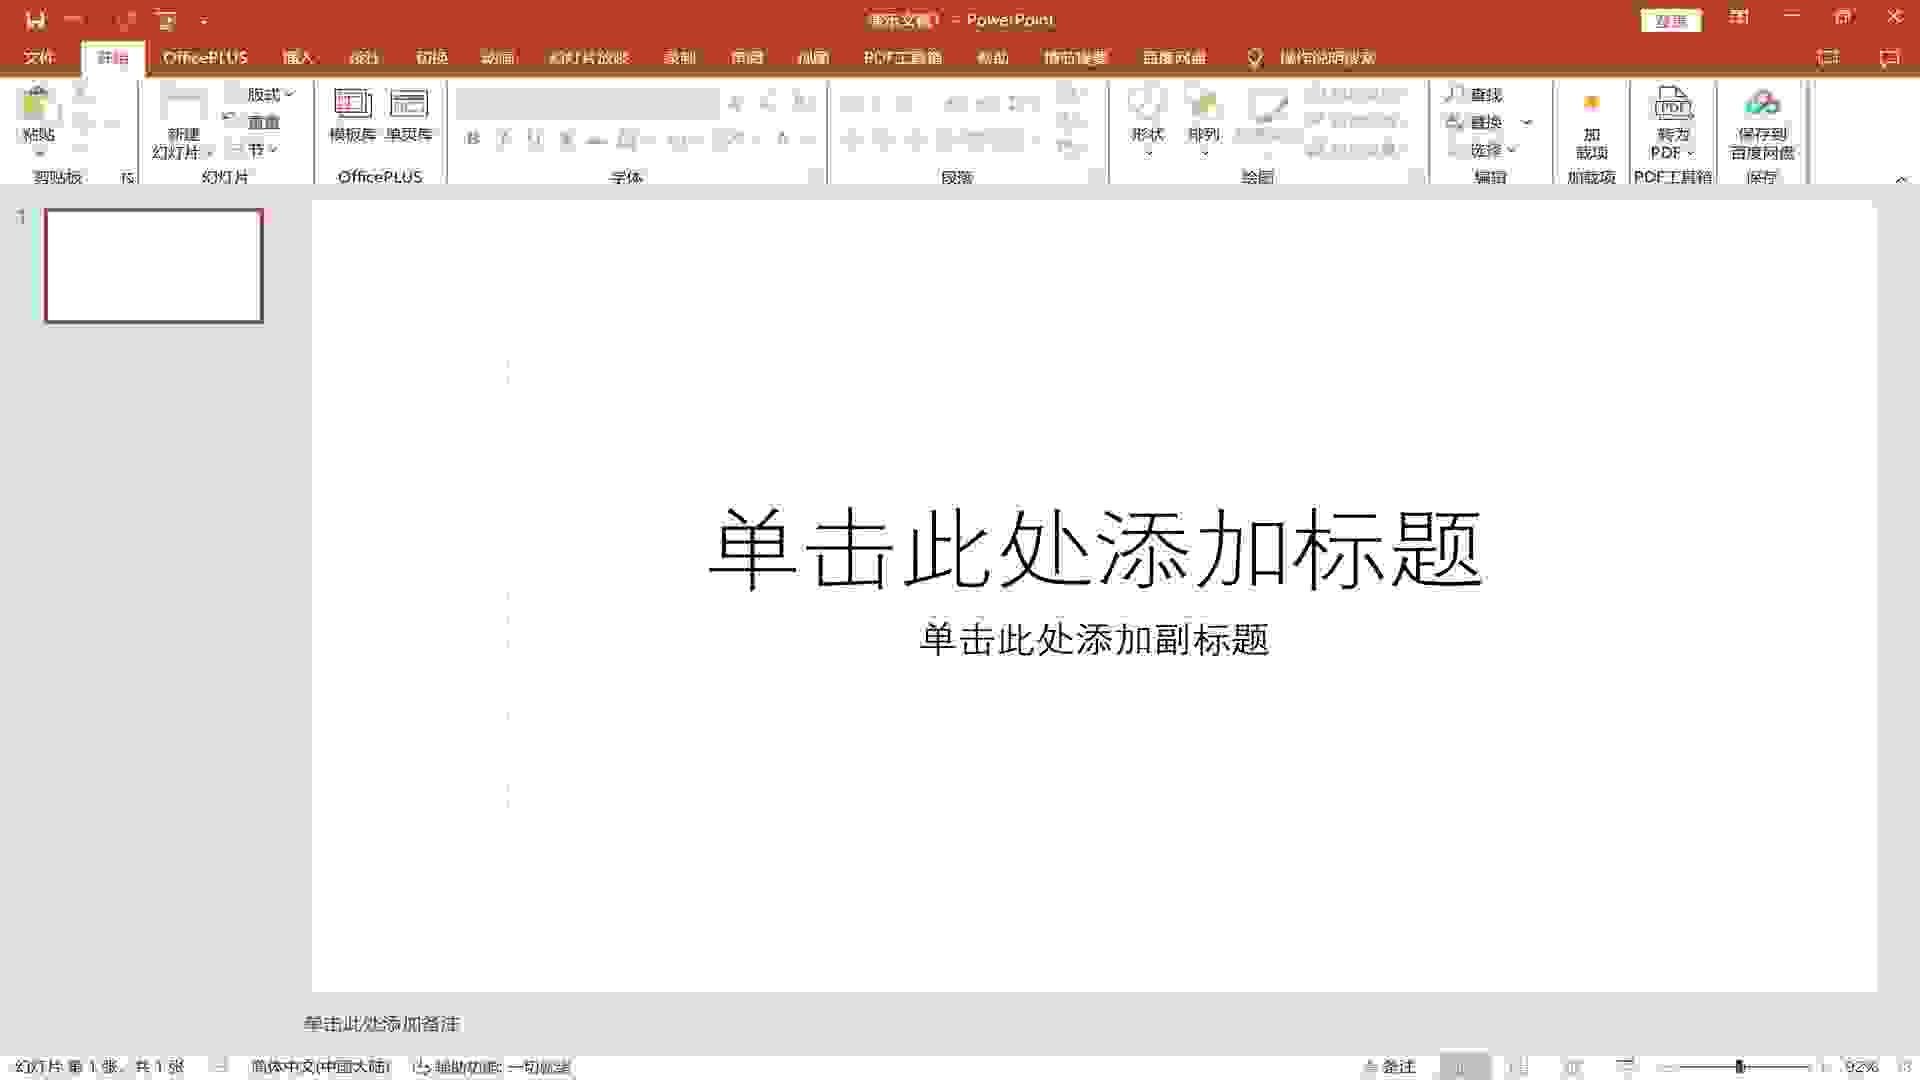 演示文稿1 - PowerPoint
登录
文件 开始 OfficePLUS 插入 设计 切换 动画 幻灯片放映 录制 审阅 视图 PDF工具箱 帮助 百度网盘 操作说明搜索
粘贴
剪贴板
新建
幻灯片
版式
重置
节
幻灯片
模板库 单页库
OfficePLUS
字体
段落
形状 排列
绘图
查找
替换
选择
编辑
加
载项
加载项
转为
PDF
PDF工具箱
保存到
百度网盘
保存
1
单击此处添加标题
单击此处添加副标题
单击此处添加备注
幻灯片 第 1 张，共 1 张 简体中文(中国大陆) 辅助功能: 一切就绪 备注 92%